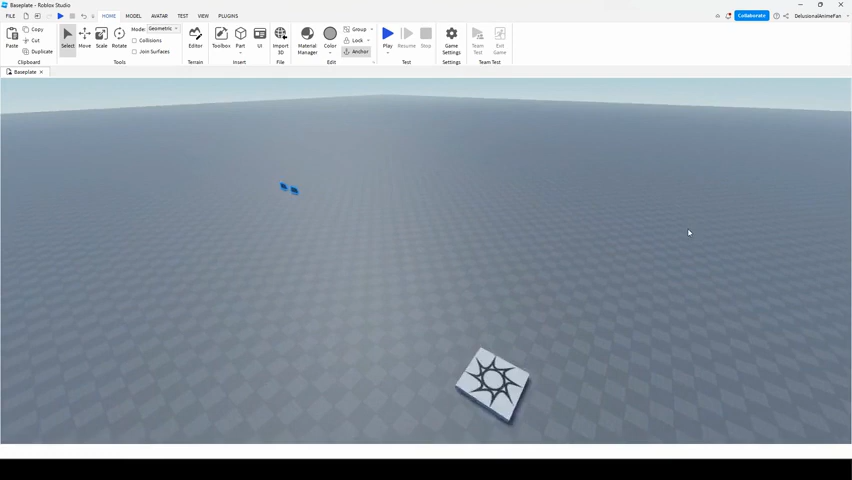 Baseplate - Roblox Studio
FILE HOME MODEL AVATAR TEST VIEW PLUGINS
Collaborate DelusionalAnimeFan
Paste Copy Cut Duplicate
Clipboard
Select Move Scale Rotate
Mode: Geometric
Collisions
Join Surfaces
Tools
Editor
Terrain
Toolbox Part UI
Insert
Import 3D
File
Material Manager
Color
Group
Lock
Anchor
Edit
Play Resume Stop
Test
Game Settings
Settings
Team Test
Exit Game
Team Test
Baseplate